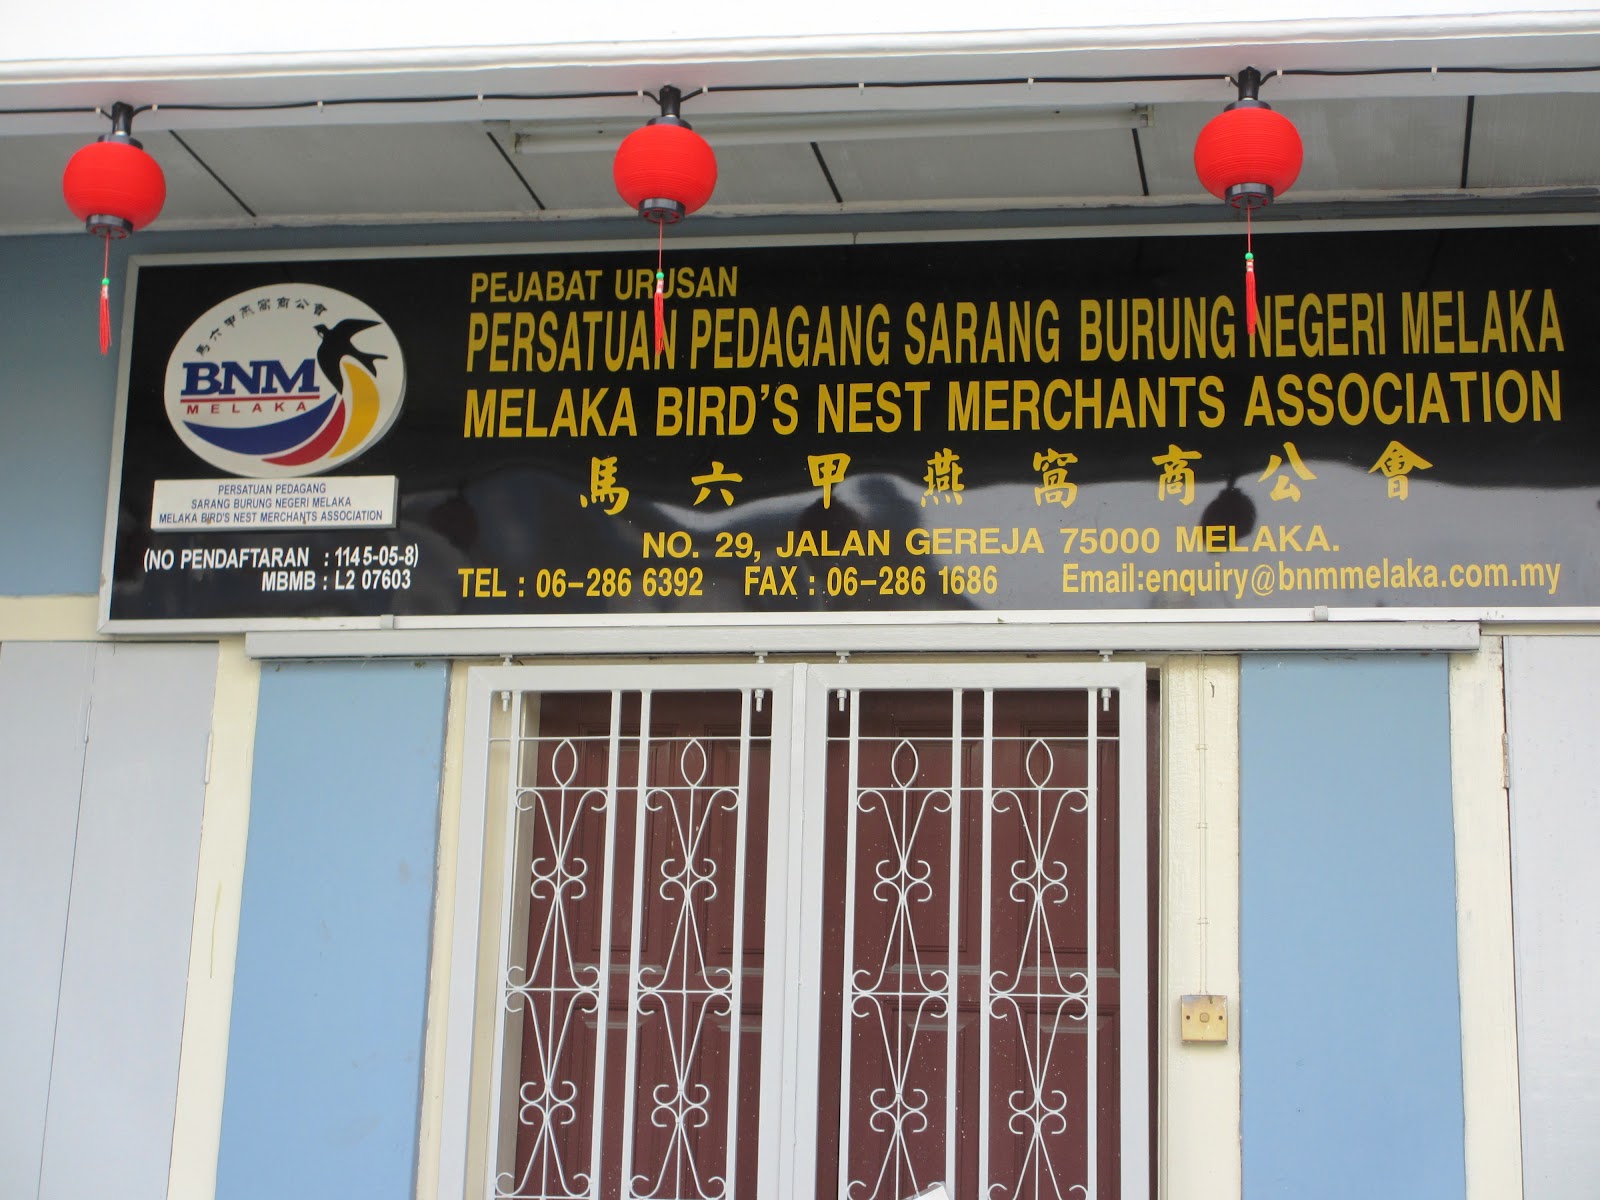 馬六甲燕窩商公會
BNM
MELAKA
PERSATUAN PEDAGANG
SARANG BURUNG NEGERI MELAKA
MELAKA BIRD'S NEST MERCHANTS ASSOCIATION
(NO PENDAFTARAN : 1145-05-8)
MBMB : L2 07603
PEJABAT URUSAN
PERSATUAN PEDAGANG SARANG BURUNG NEGERI MELAKA
MELAKA BIRD'S NEST MERCHANTS ASSOCIATION
馬六甲燕窩商公會
NO. 29, JALAN GEREJA 75000 MELAKA.
TEL : 06-286 6392 FAX : 06-286 1686 Email:enquiry@bnmmelaka.com.my